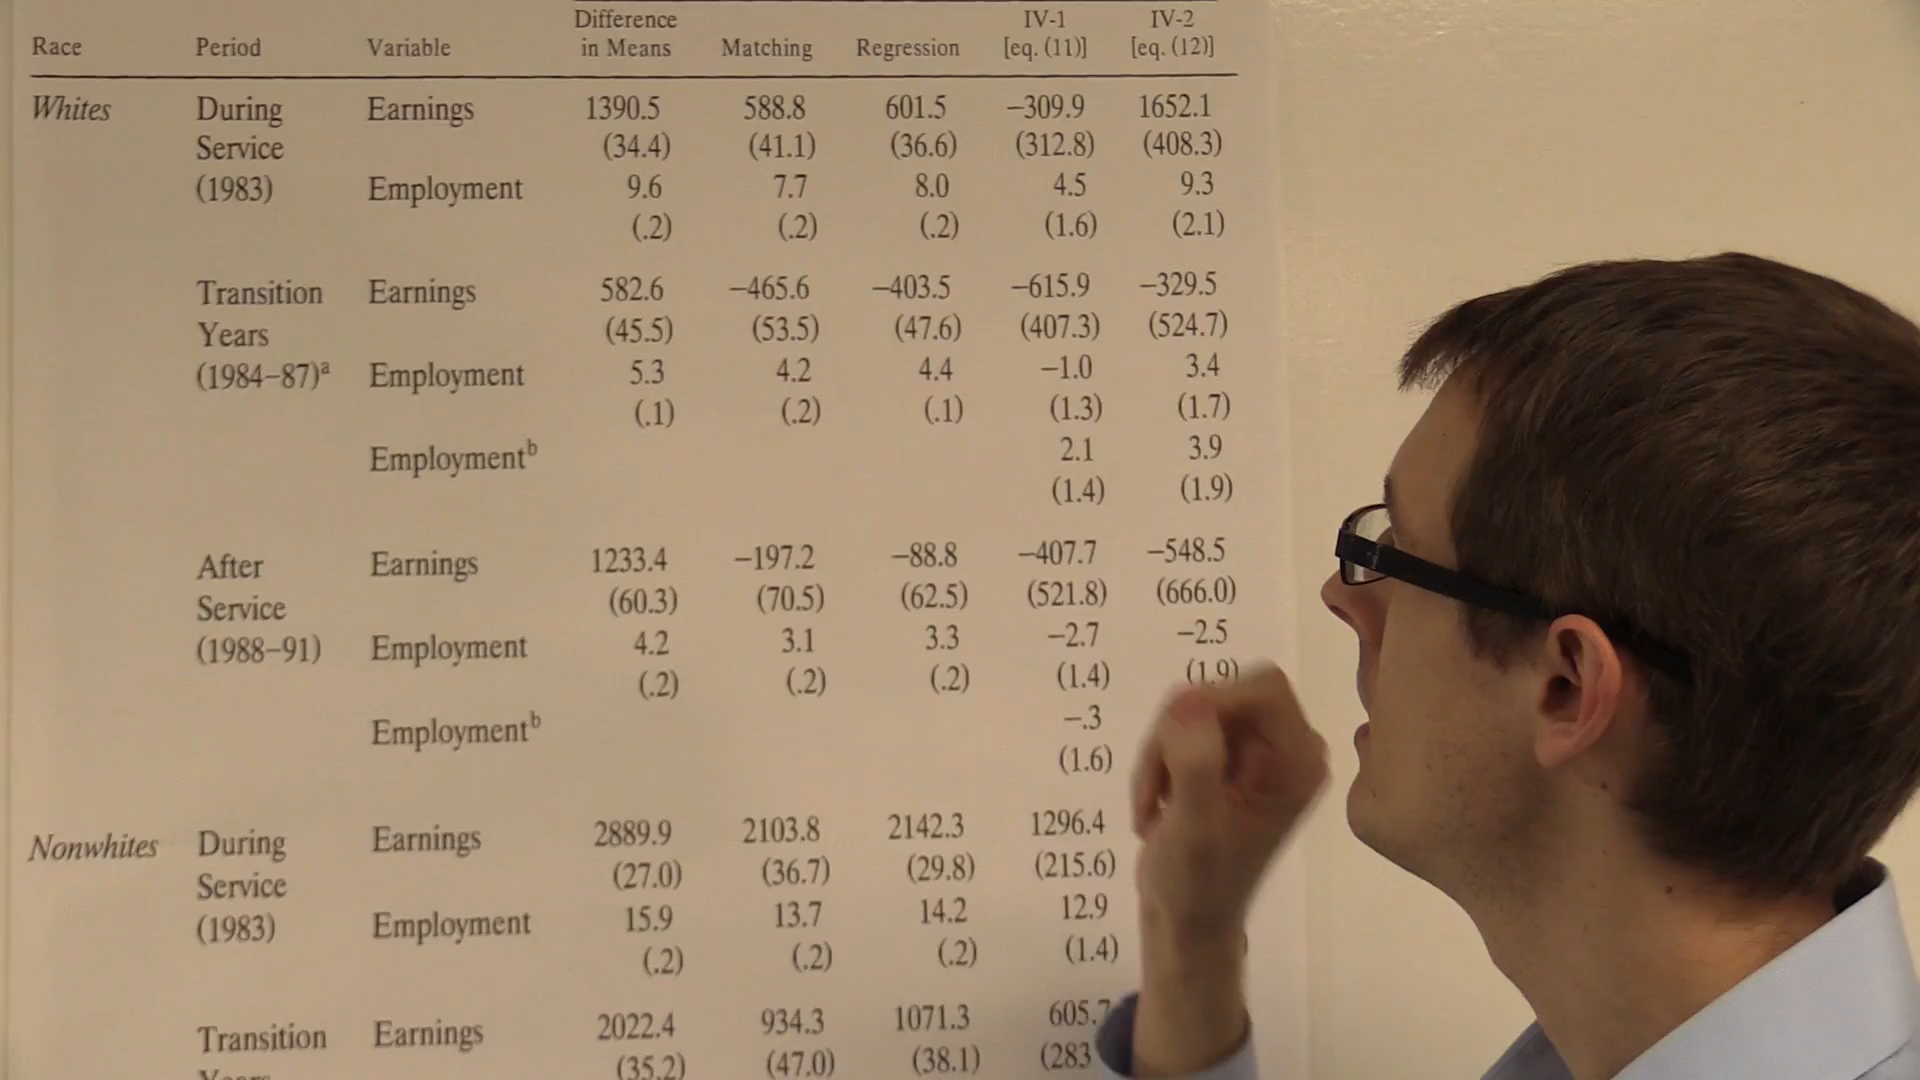 Race Period Variable Difference in Means Matching Regression IV-1 [eq. (11)] IV-2 [eq. (12)]
Whites During Earnings 1390.5 588.8 601.5 −309.9 1652.1
Service (34.4) (41.1) (36.6) (312.8) (408.3)
(1983) Employment 9.6 7.7 8.0 4.5 9.3
(.2) (.2) (.2) (1.6) (2.1)
Transition Earnings 582.6 −465.6 −403.5 −615.9 −329.5
Years (45.5) (53.5) (47.6) (407.3) (524.7)
(1984–87)a Employment 5.3 4.2 4.4 −1.0 3.4
(.1) (.2) (.1) (1.3) (1.7)
Employmentb 2.1 3.9
(1.4) (1.9)
After Earnings 1233.4 −197.2 −88.8 −407.7 −548.5
Service (60.3) (70.5) (62.5) (521.8) (666.0)
(1988–91) Employment 4.2 3.1 3.3 −2.7 −2.5
(.2) (.2) (.2) (1.4) (1.9)
Employmentb −.3
(1.6)
Nonwhites During Earnings 2889.9 2103.8 2142.3 1296.4
Service (27.0) (36.7) (29.8) (215.6)
(1983) Employment 15.9 13.7 14.2 12.9
(.2) (.2) (.2) (1.4)
Transition Earnings 2022.4 934.3 1071.3 605.7
(35.2) (47.0) (38.1) (283